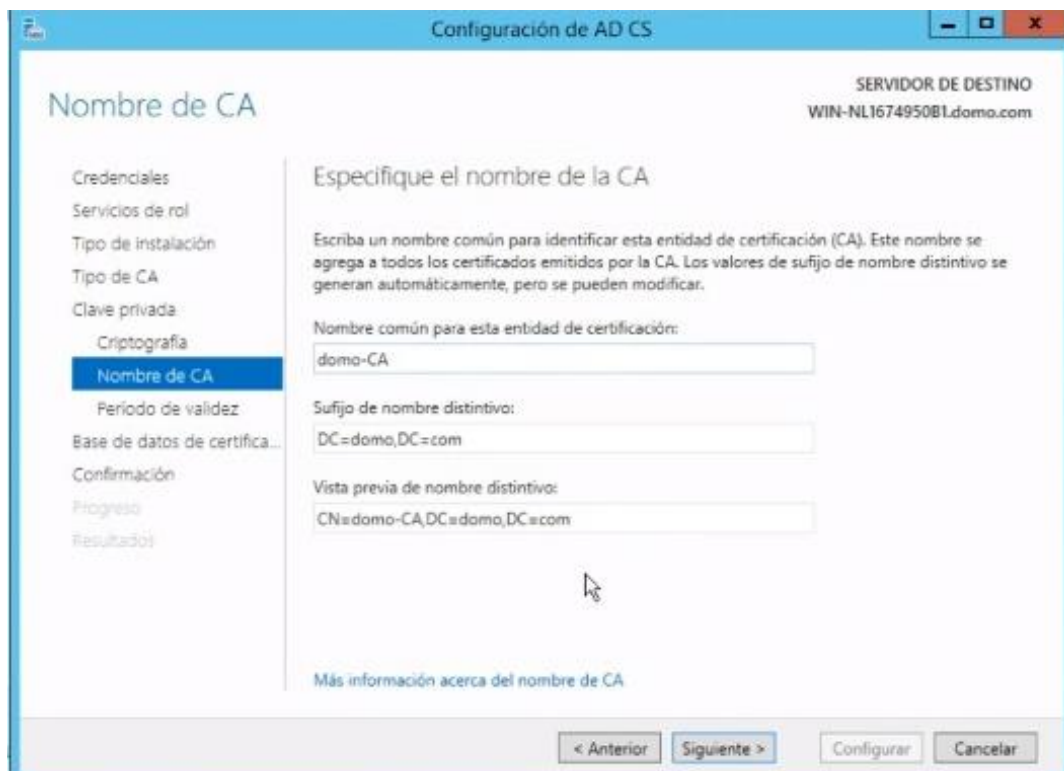 Configuración de AD CS
Nombre de CA
SERVIDOR DE DESTINO
WIN-NL1674950B1.domo.com
Credenciales
Servicios de rol
Tipo de instalación
Tipo de CA
Clave privada
Criptografía
Nombre de CA
Período de validez
Base de datos de certifica...
Confirmación
Progreso
Resultados
Especifique el nombre de la CA
Escriba un nombre común para identificar esta entidad de certificación (CA). Este nombre se
agrega a todos los certificados emitidos por la CA. Los valores de sufijo de nombre distintivo se
generan automáticamente, pero se pueden modificar.
Nombre común para esta entidad de certificación:
domo-CA
Sufijo de nombre distintivo:
DC=domo,DC=com
Vista previa de nombre distintivo:
CN=domo-CA,DC=domo,DC=com
Más información acerca del nombre de CA
< Anterior
Siguiente >
Configurar
Cancelar